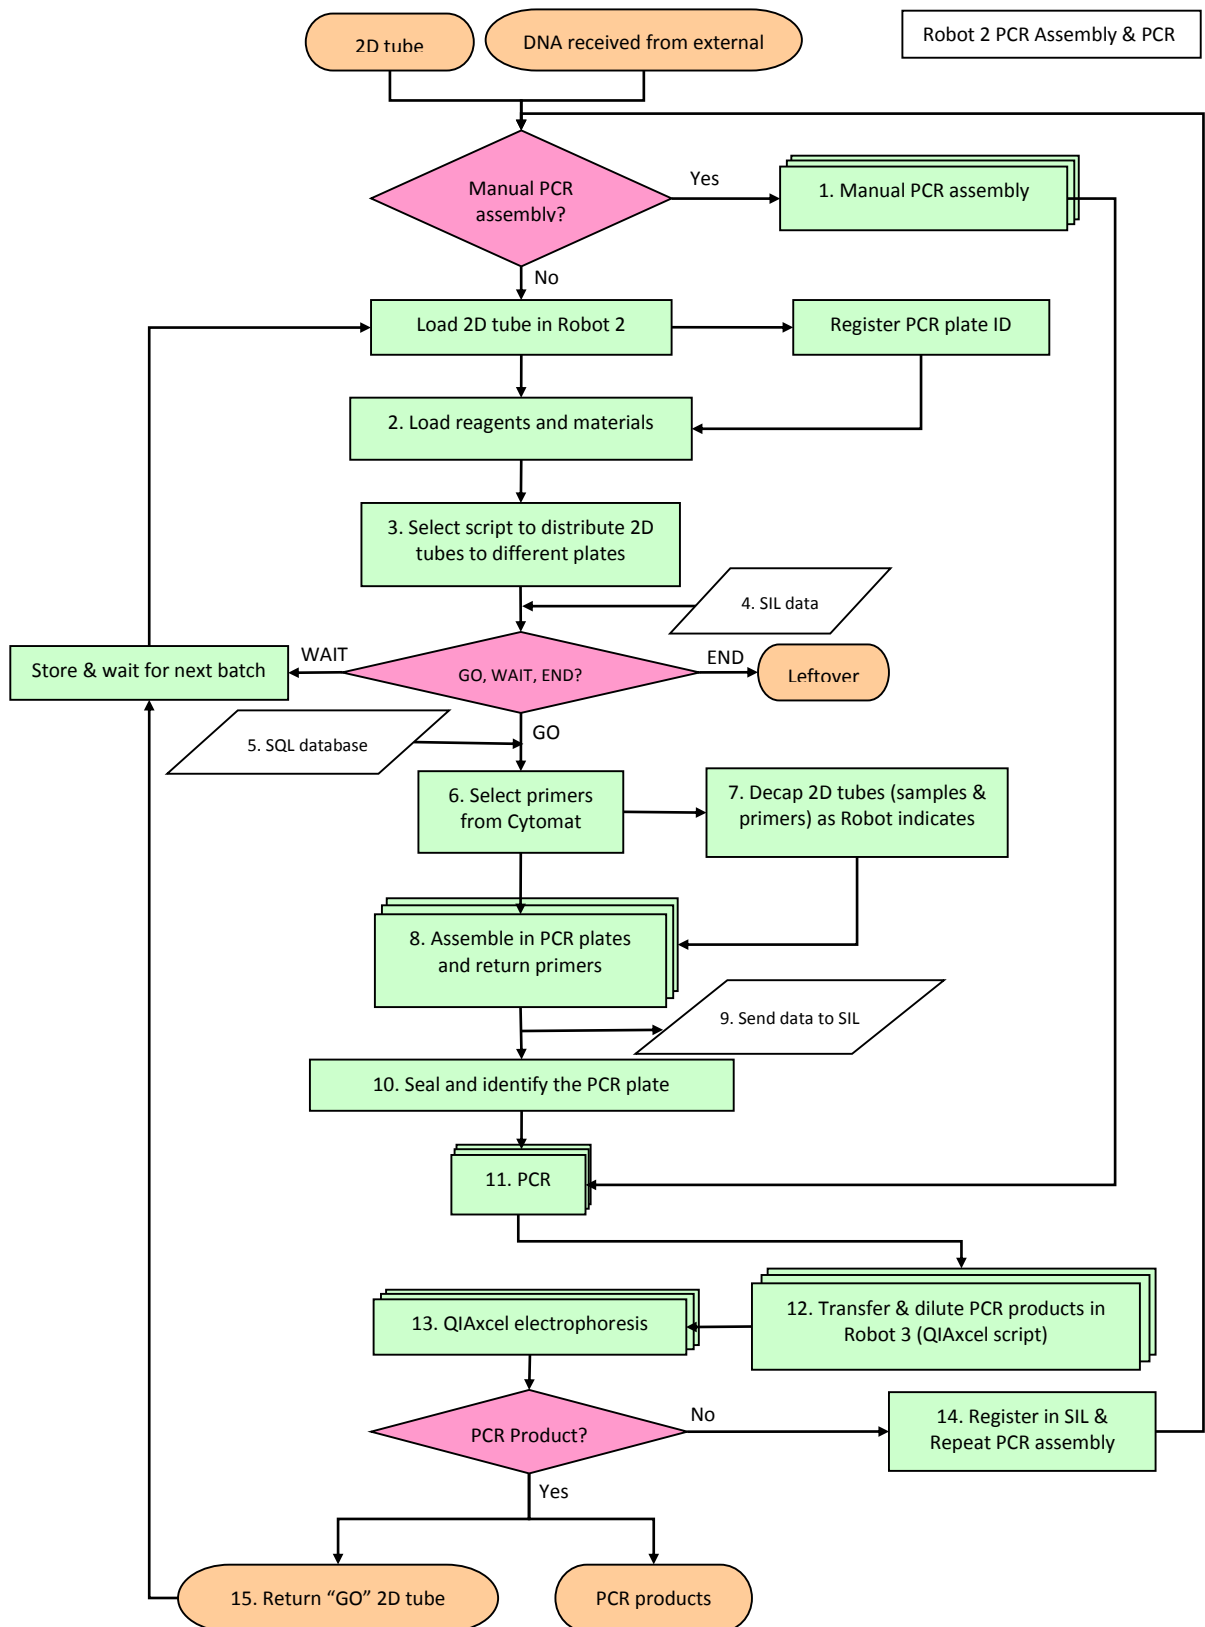 2D tube
DNA received from external
Robot 2 PCR Assembly & PCR
Manual PCR
assembly?
Yes
1. Manual PCR assembly
No
Load 2D tube in Robot 2
Register PCR plate ID
2. Load reagents and materials
3. Select script to distribute 2D
tubes to different plates
4. SIL data
Store & wait for next batch
WAIT
GO, WAIT, END?
END
Leftover
5. SQL database
GO
6. Select primers
from Cytomat
7. Decap 2D tubes (samples &
primers) as Robot indicates
8. Assemble in PCR plates
and return primers
9. Send data to SIL
10. Seal and identify the PCR plate
11. PCR
12. Transfer & dilute PCR products in
Robot 3 (QIAxcel script)
13. QIAxcel electrophoresis
PCR Product?
No
14. Register in SIL &
Repeat PCR assembly
Yes
15. Return “GO” 2D tube
PCR products